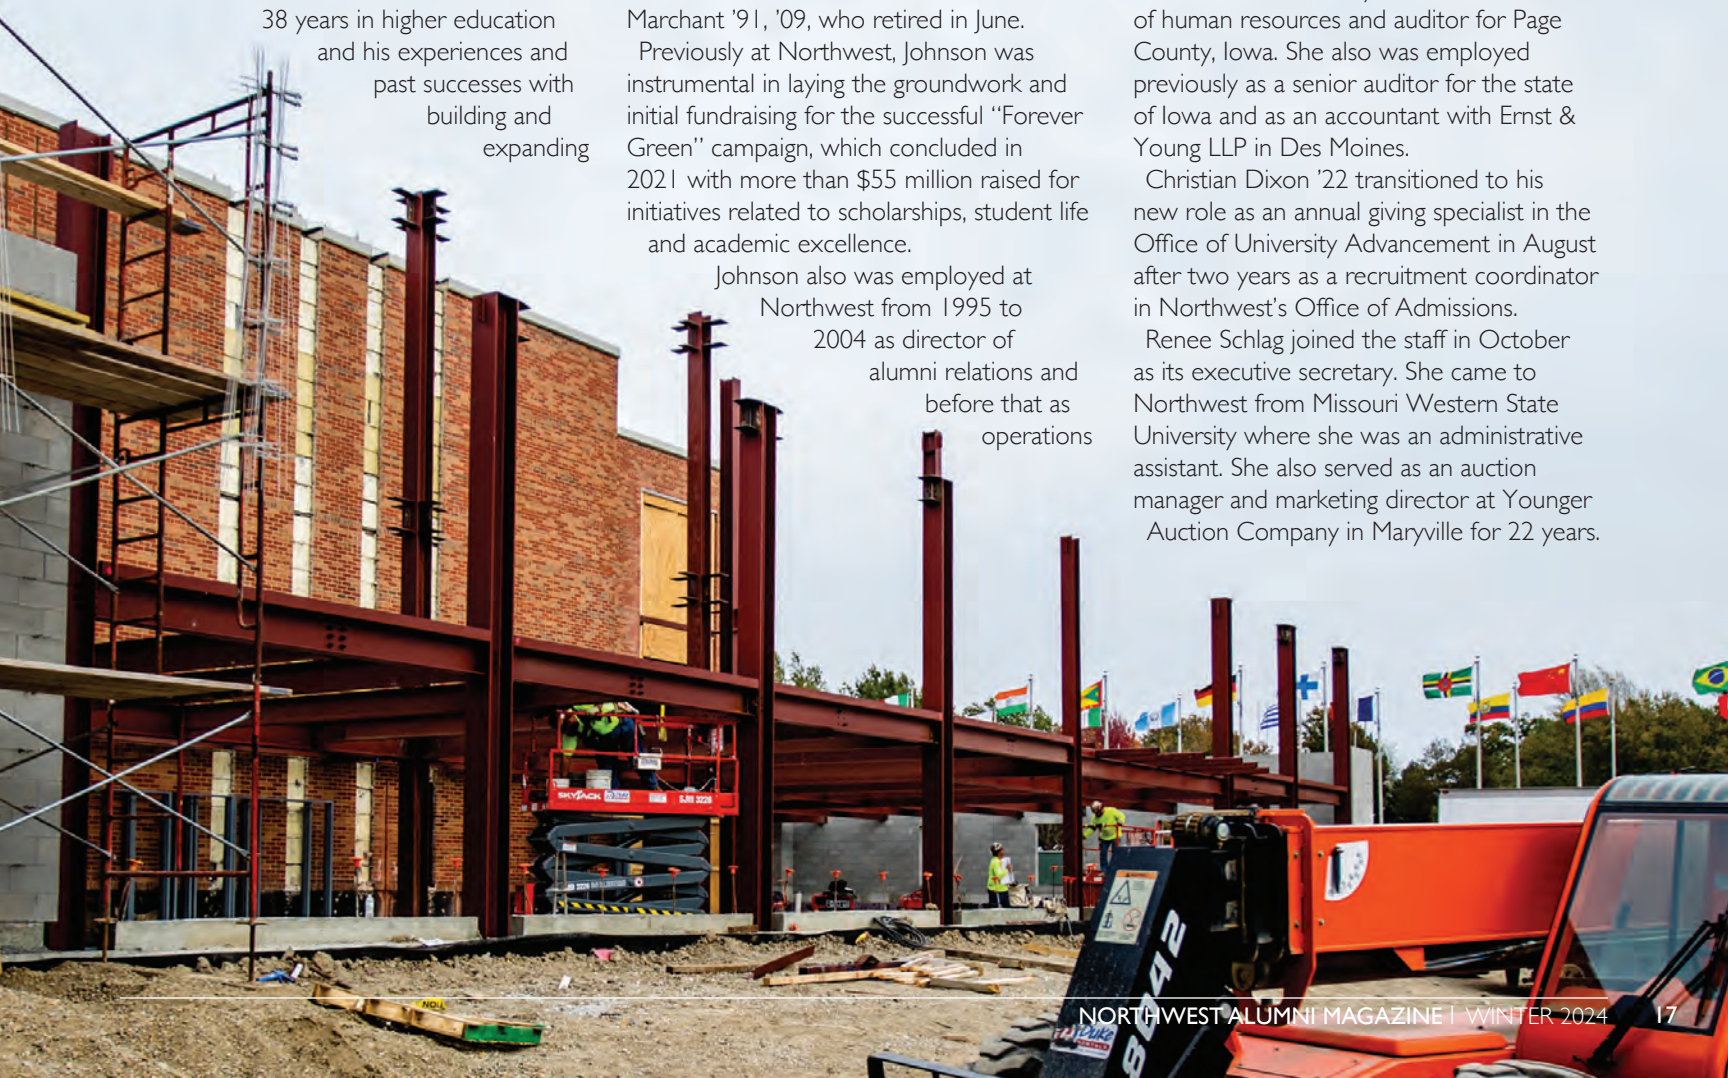 38 years in higher education
and his experiences and
past successes with
building and
expanding
Marchant ’91, ’09, who retired in June.
Previously at Northwest, Johnson was
instrumental in laying the groundwork and
initial fundraising for the successful “Forever
Green” campaign, which concluded in
2021 with more than $55 million raised for
initiatives related to scholarships, student life
and academic excellence.
Johnson also was employed at
Northwest from 1995 to
2004 as director of
alumni relations and
before that as
operations
of human resources and auditor for Page
County, Iowa. She also was employed
previously as a senior auditor for the state
of Iowa and as an accountant with Ernst &
Young LLP in Des Moines.
Christian Dixon ’22 transitioned to his
new role as an annual giving specialist in the
Office of University Advancement in August
after two years as a recruitment coordinator
in Northwest’s Office of Admissions.
Renee Schlag joined the staff in October
as its executive secretary. She came to
Northwest from Missouri Western State
University where she was an administrative
assistant. She also served as an auction
manager and marketing director at Younger
Auction Company in Maryville for 22 years.
SKYJACK
SJIII 3226
8042
NORTHWEST ALUMNI MAGAZINE | WINTER 2024 17